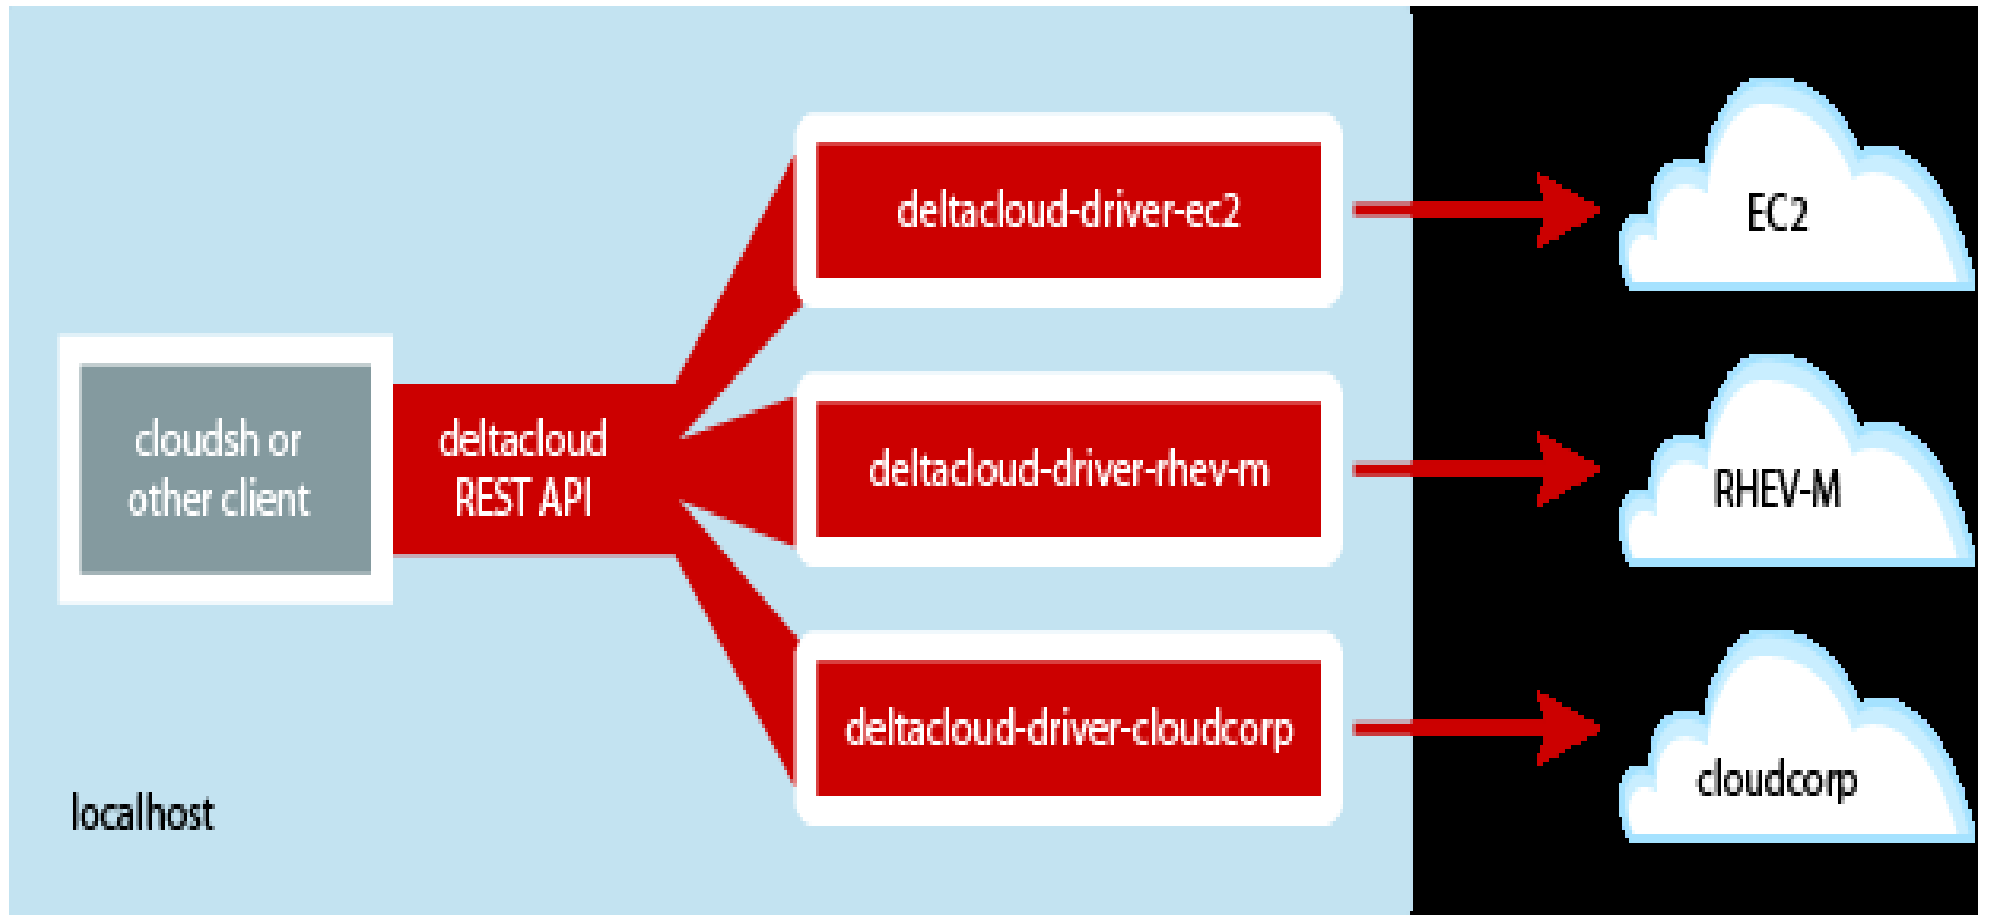 deltacloud-driver-ec2
EC2
cloudsh or
other client
deltacloud
REST API
deltacloud-driver-rhev-m
RHEV-M
deltacloud-driver-cloudcorp
cloudcorp
localhost